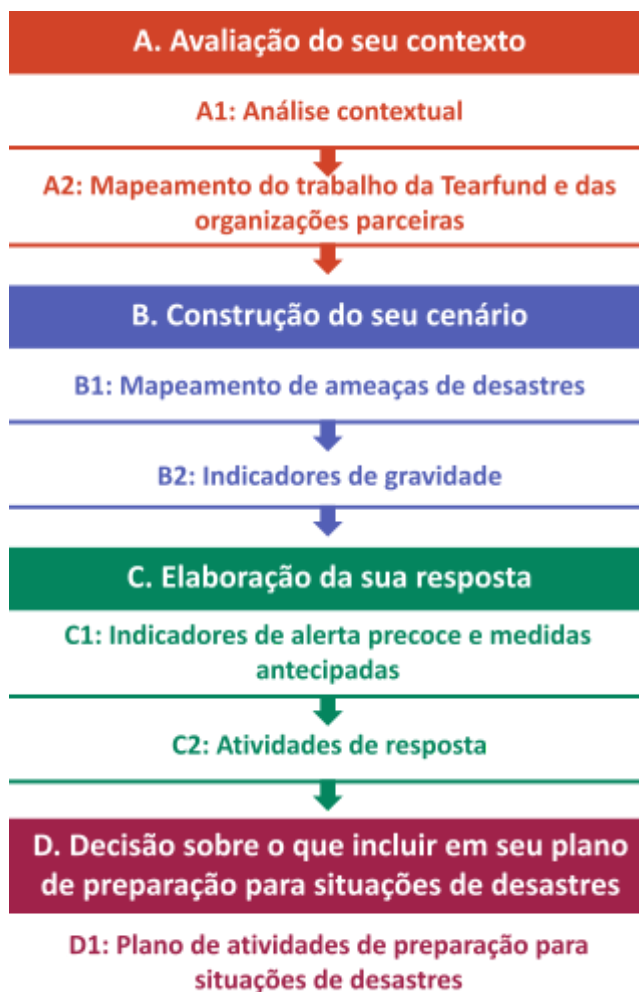 A. Avaliação do seu contexto
A1: Análise contextual
A2: Mapeamento do trabalho da Tearfund e das
organizações parceiras
B. Construção do seu cenário
B1: Mapeamento de ameaças de desastres
B2: Indicadores de gravidade
C. Elaboração da sua resposta
C1: Indicadores de alerta precoce e medidas
antecipadas
C2: Atividades de resposta
D. Decisão sobre o que incluir em seu plano
de preparação para situações de desastres
D1: Plano de atividades de preparação para
situações de desastres